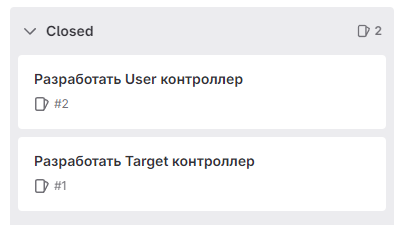 Closed 2
Разработать User контроллер
#2
Разработать Target контроллер
#1